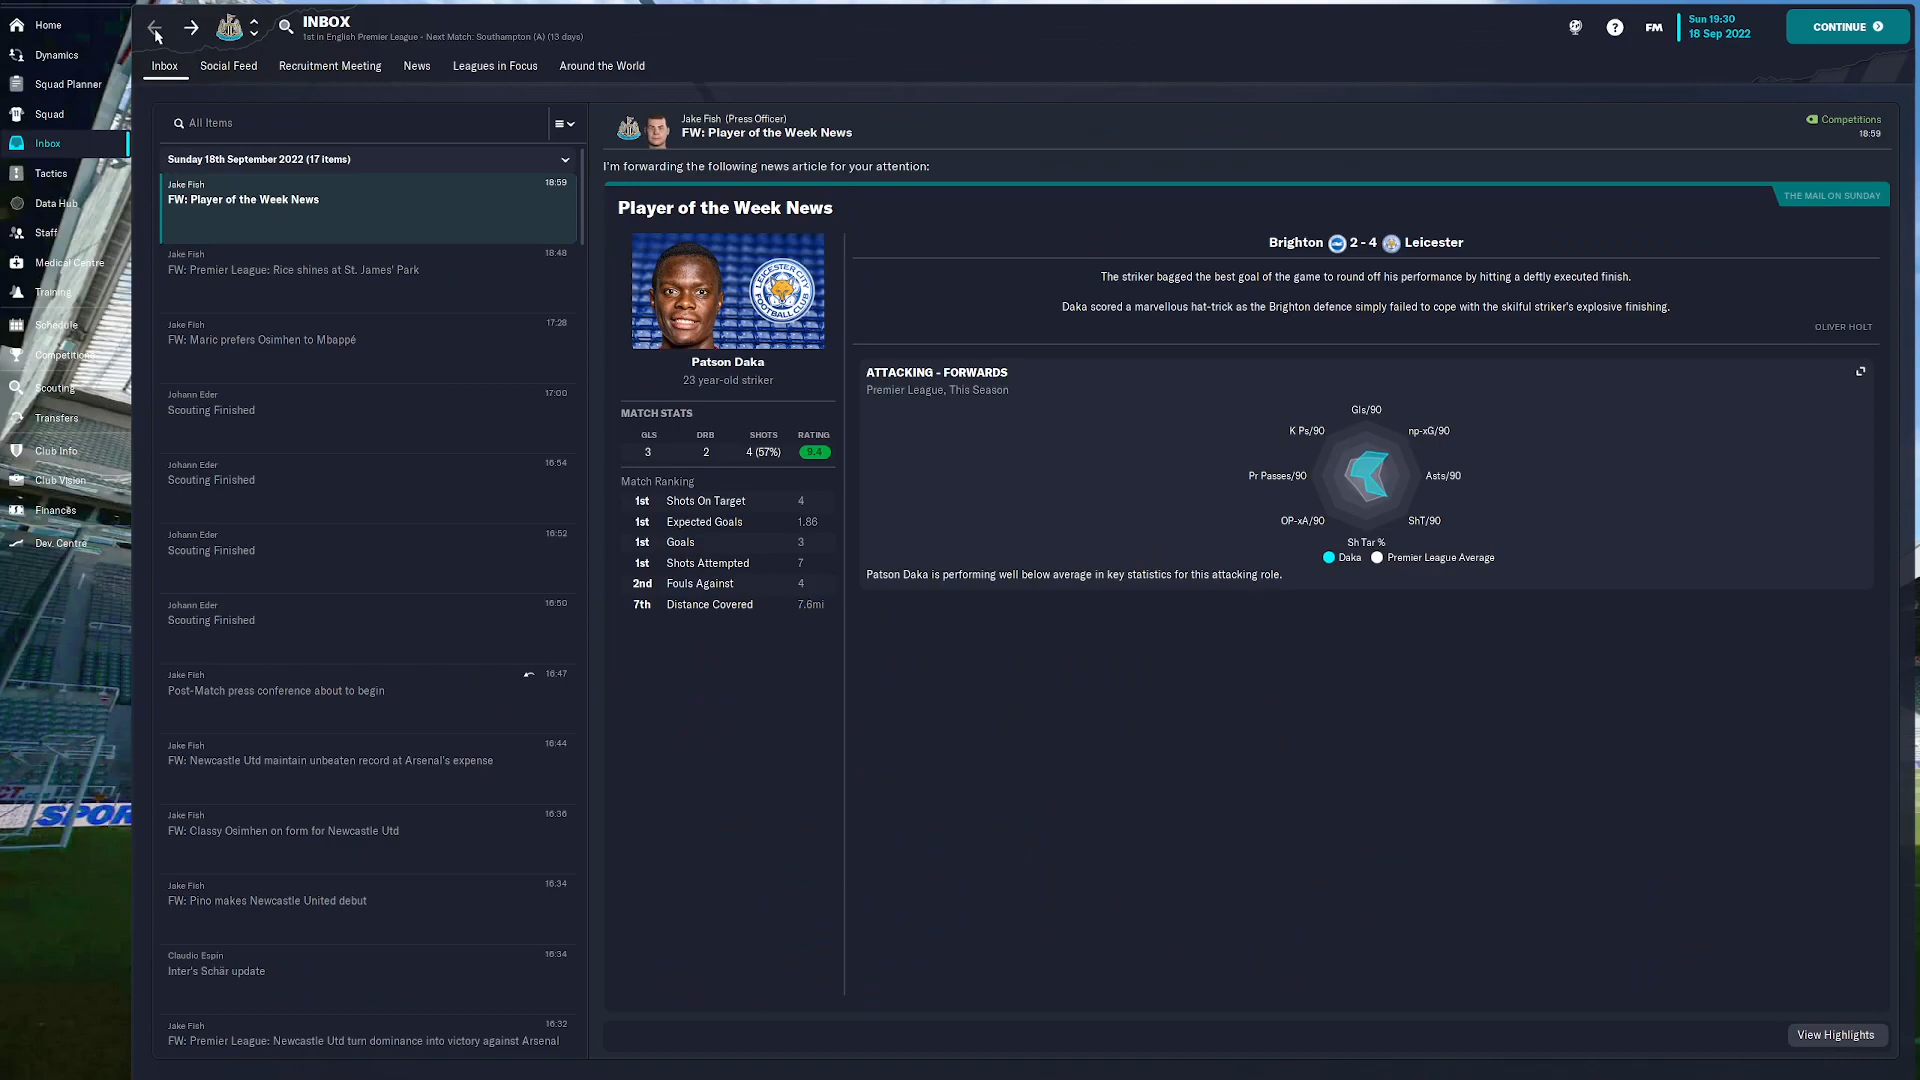 Home
Dynamics
Squad Planner
Squad
Inbox
Tactics
Data Hub
Staff
Medical Centre
Training
Schedule
Competitions
Scouting
Transfers
Club Info
Club Vision
Finances
Dev. Centre
INBOX
1st in English Premier League - Next Match: Southampton (A) (13 days)
FM
Sun 19:30
18 Sep 2022
CONTINUE
Inbox
Social Feed
Recruitment Meeting
News
Leagues in Focus
Around the World
All Items
Sunday 18th September 2022 (17 items)
Jake Fish 18:59
FW: Player of the Week News
Jake Fish 18:48
FW: Premier League: Rice shines at St. James' Park
Jake Fish 17:28
FW: Maric prefers Osimhen to Mbappé
Johann Eder 17:00
Scouting Finished
Johann Eder 16:54
Scouting Finished
Johann Eder 16:52
Scouting Finished
Johann Eder 16:50
Scouting Finished
Jake Fish 16:47
Post-Match press conference about to begin
Jake Fish 16:44
FW: Newcastle Utd maintain unbeaten record at Arsenal's expense
Jake Fish 16:36
FW: Classy Osimhen on form for Newcastle Utd
Jake Fish 16:34
FW: Pino makes Newcastle United debut
Claudio Espín 16:34
Inter's Schär update
Jake Fish 16:32
FW: Premier League: Newcastle Utd turn dominance into victory against Arsenal
Jake Fish (Press Officer)
FW: Player of the Week News
Competitions
18:59
I'm forwarding the following news article for your attention:
THE MAIL ON SUNDAY
Player of the Week News
LEICESTER CITY
FOOTBALL CLUB
Patson Daka
23 year-old striker
MATCH STATS
GLS DRB SHOTS RATING
3 2 4 (57%) 9.4
Match Ranking
1st Shots On Target 4
1st Expected Goals 1.86
1st Goals 3
1st Shots Attempted 7
2nd Fouls Against 4
7th Distance Covered 7.6mi
Brighton 2 - 4 Leicester
The striker bagged the best goal of the game to round off his performance by hitting a deftly executed finish.
Daka scored a marvellous hat-trick as the Brighton defence simply failed to cope with the skilful striker's explosive finishing.
OLIVER HOLT
ATTACKING - FORWARDS
Premier League, This Season
Gls/90
K Ps/90
np-xG/90
Pr Passes/90
Asts/90
OP-xA/90
ShT/90
Sh Tar %
Daka Premier League Average
Patson Daka is performing well below average in key statistics for this attacking role.
View Highlights